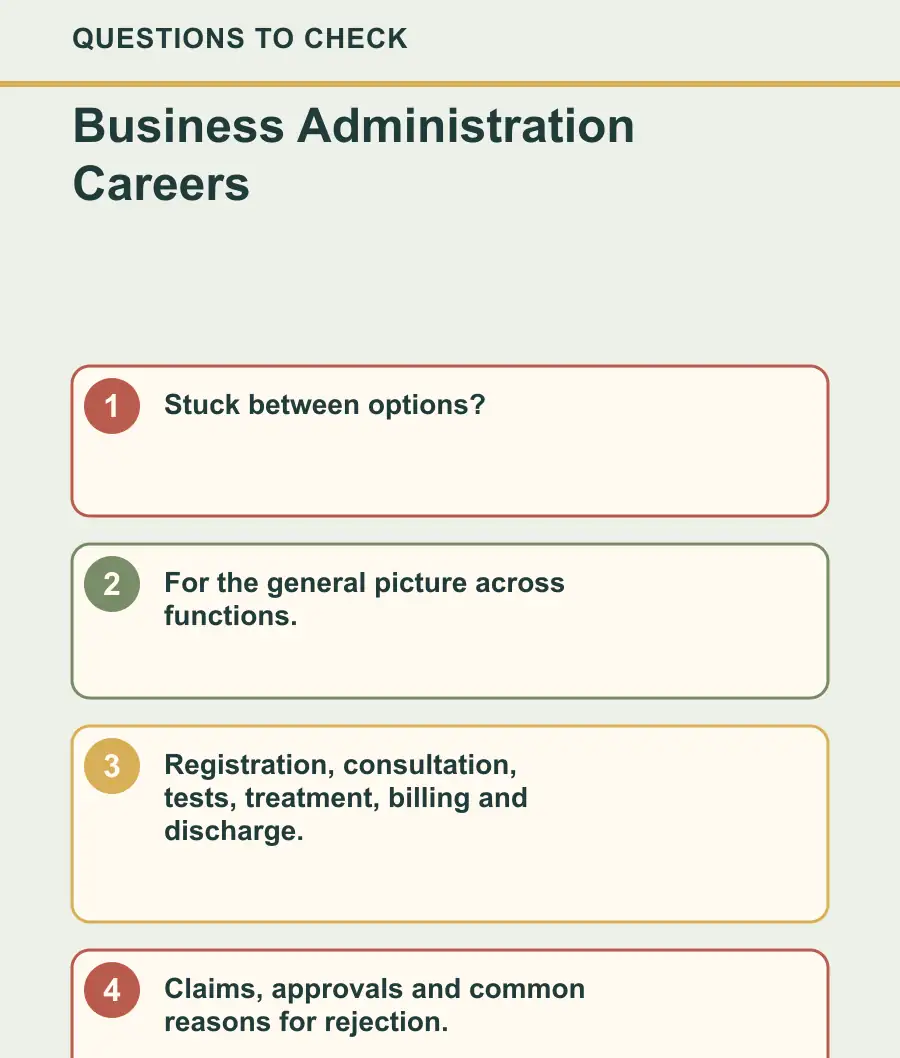 QUESTIONS TO CHECK
Business Administration
Careers
1
Stuck between options?
2
For the general picture across
functions.
3
Registration, consultation,
tests, treatment, billing and
discharge.
4
Claims, approvals and common
reasons for rejection.